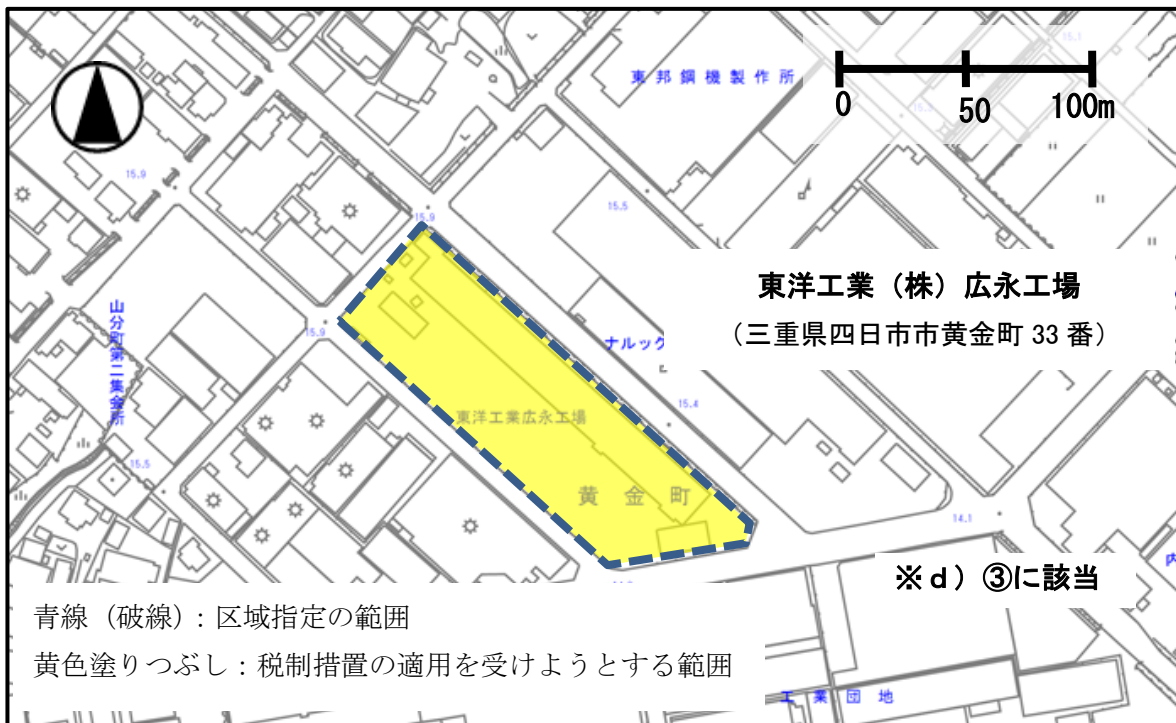 東邦鋼機製作所
15.1
0
50
100m
15.9
15.9
15.5
東洋工業（株）広永工場
（三重県四日市市黄金町 33 番）
ナルック
山分町第二集会所
15.9
15.4
東洋工業広永工場
15.5
黄金町
14.1
※ｄ）③に該当
内
青線（破線）：区域指定の範囲
黄色塗りつぶし：税制措置の適用を受けようとする範囲
工業団地